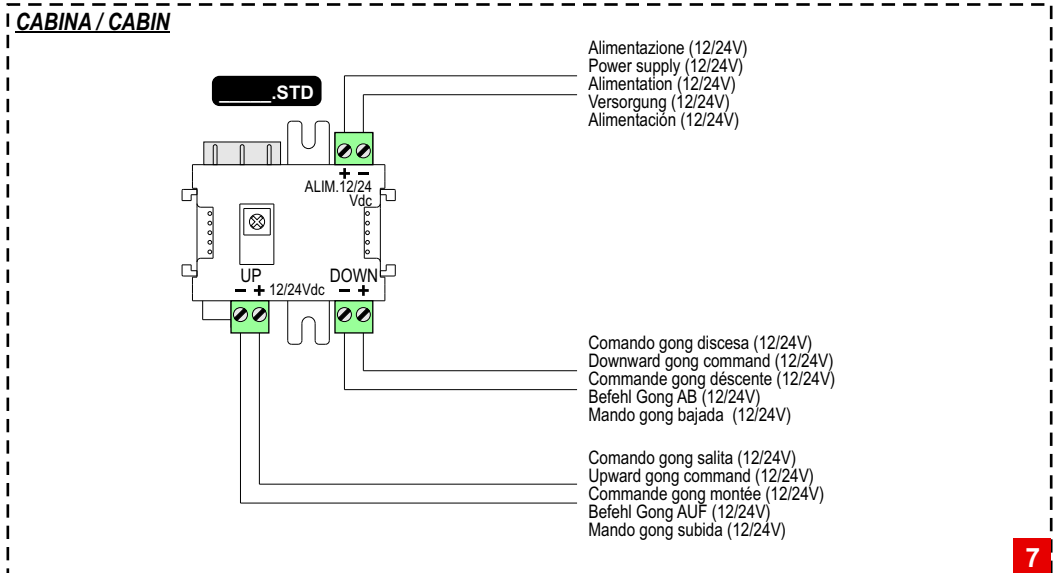 CABINA / CABIN
Alimentazione (12/24V)
Power supply (12/24V)
Alimentation (12/24V)
Versorgung (12/24V)
Alimentación (12/24V)
_____.STD
+ −
ALIM.12/24
Vdc
UP
− + 12/24Vdc
DOWN
− +
Comando gong discesa (12/24V)
Downward gong command (12/24V)
Commande gong déscente (12/24V)
Befehl Gong AB (12/24V)
Mando gong bajada (12/24V)
Comando gong salita (12/24V)
Upward gong command (12/24V)
Commande gong montée (12/24V)
Befehl Gong AUF (12/24V)
Mando gong subida (12/24V)
7